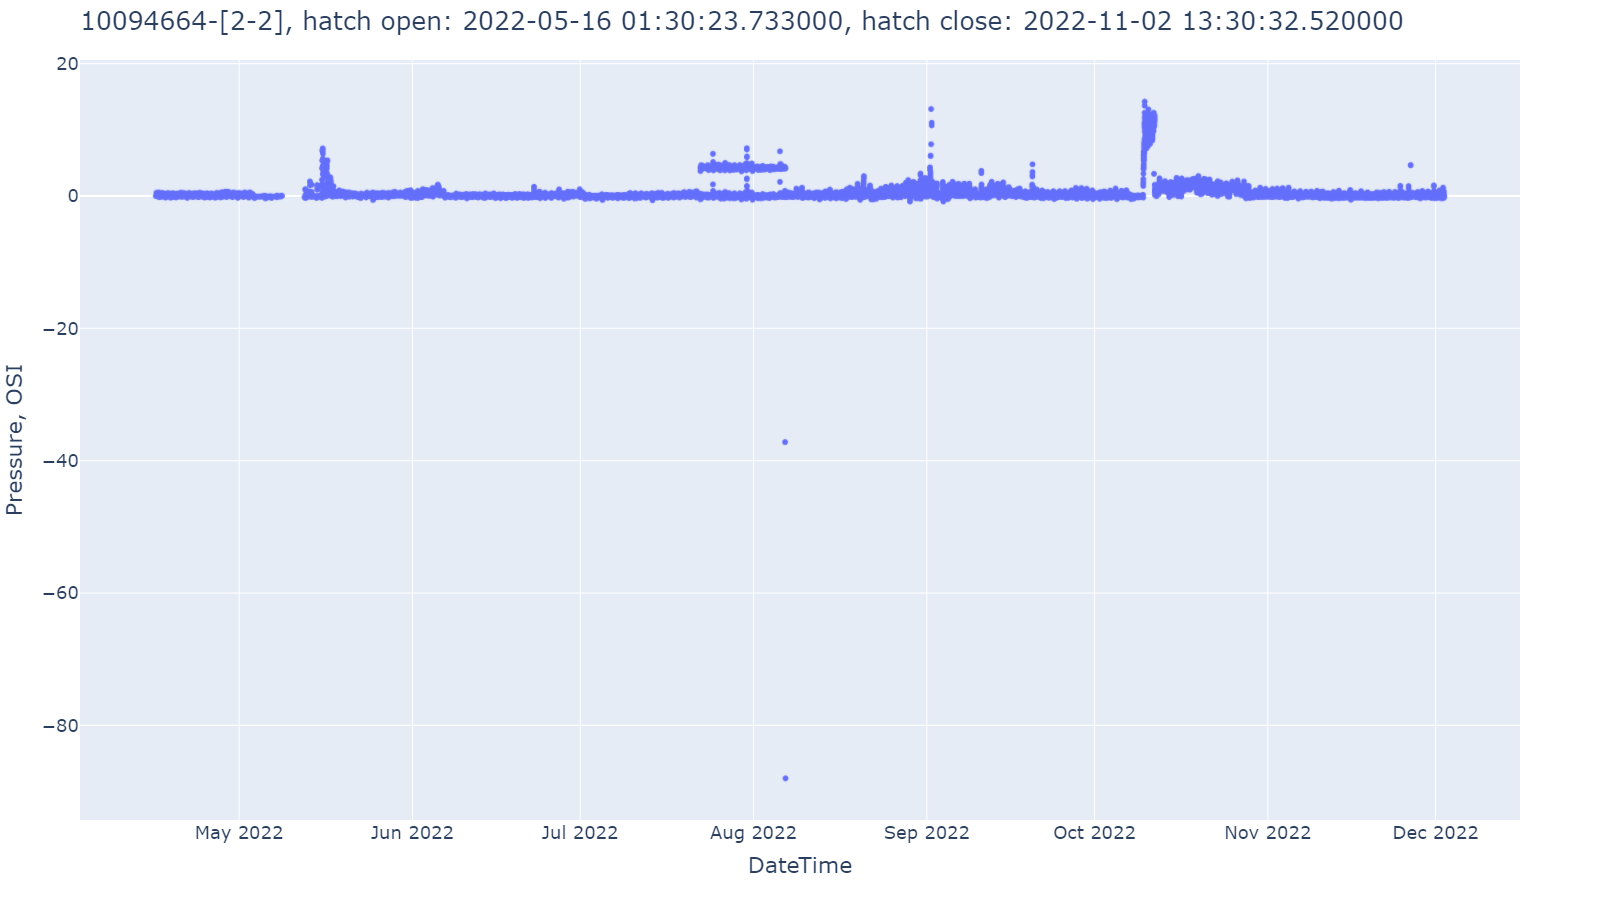 10094664-[2-2], hatch open: 2022-05-16 01:30:23.733000, hatch close: 2022-11-02 13:30:32.520000
20
0
−20
−40
−60
−80
Pressure, OSI
May 2022
Jun 2022
Jul 2022
Aug 2022
Sep 2022
Oct 2022
Nov 2022
Dec 2022
DateTime